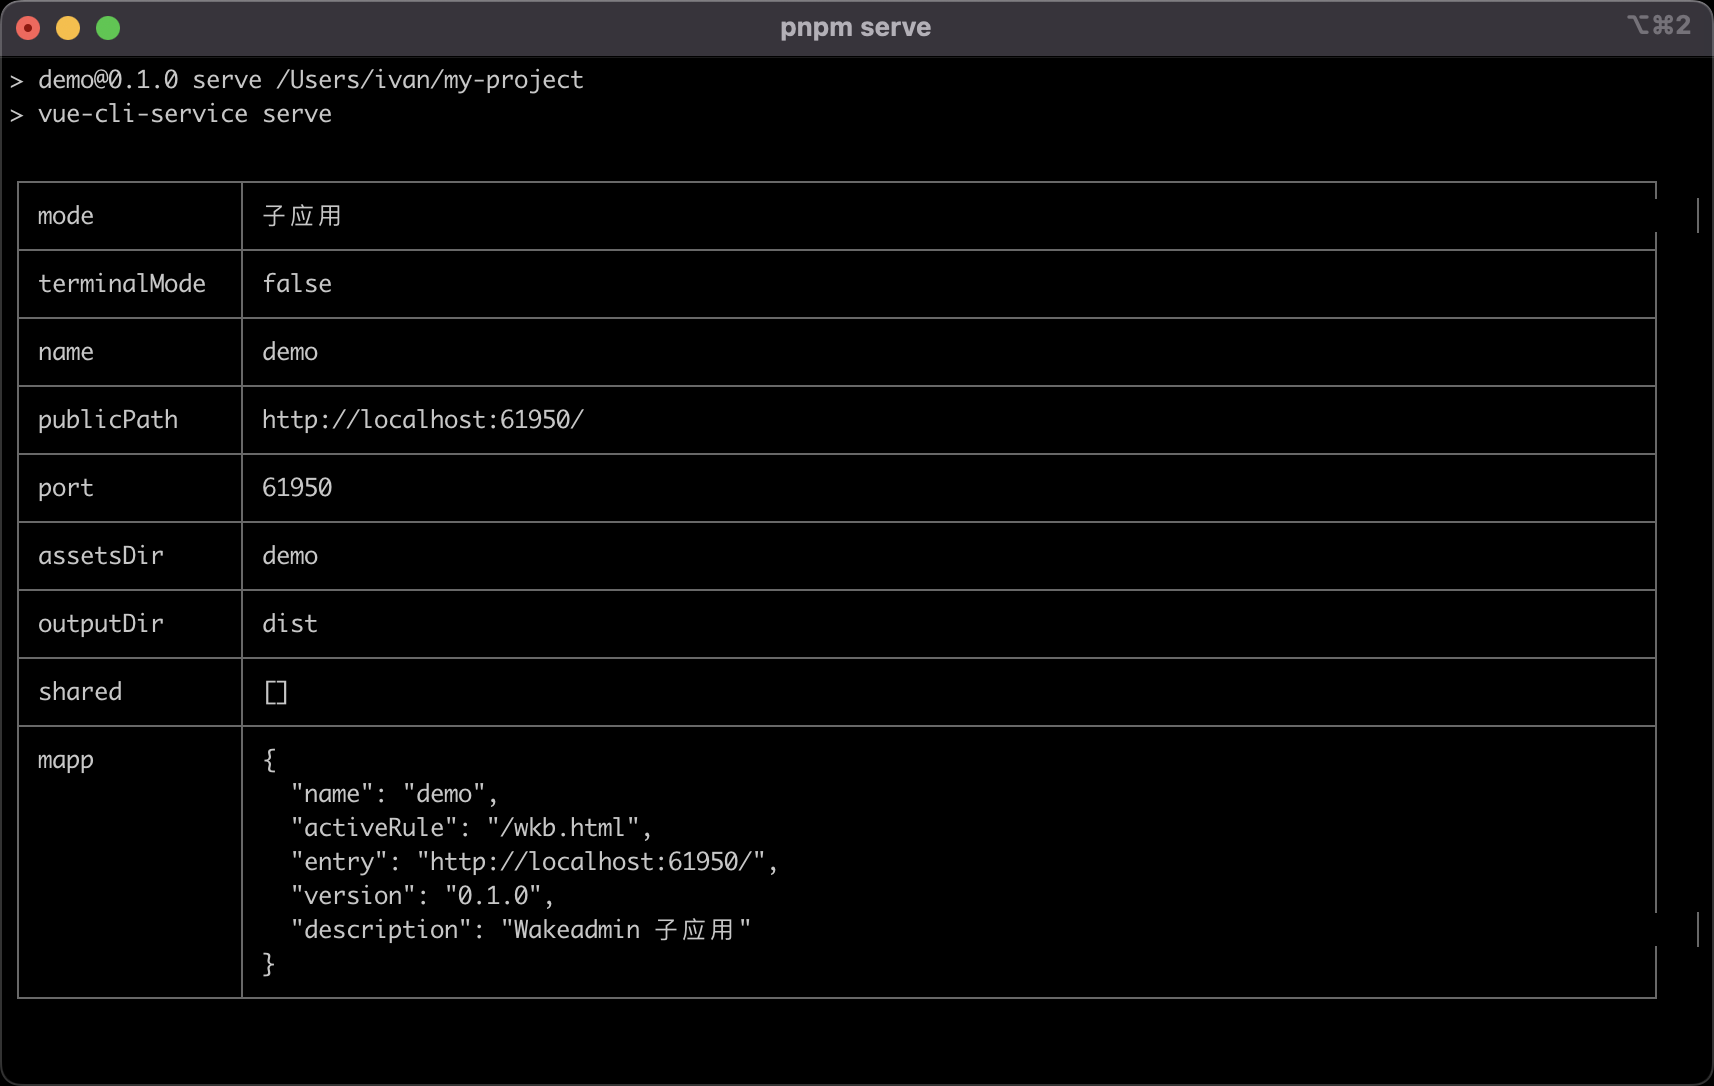 pnpm serve
⌥⌘2
> demo@0.1.0 serve /Users/ivan/my-project
> vue-cli-service serve
mode 子应用
terminalMode false
name demo
publicPath http://localhost:61950/
port 61950
assetsDir demo
outputDir dist
shared []
mapp {
"name": "demo",
"activeRule": "/wkb.html",
"entry": "http://localhost:61950/",
"version": "0.1.0",
"description": "Wakeadmin 子应用"
}